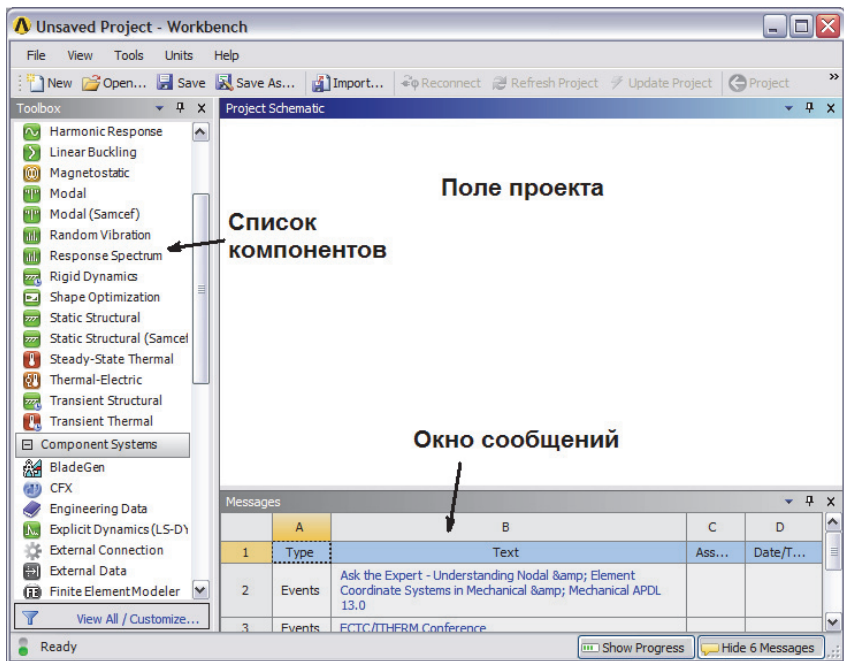 Unsaved Project - Workbench
File View Tools Units Help
New Open... Save Save As... Import... Reconnect Refresh Project Update Project Project »
Toolbox
Project Schematic
Harmonic Response
Linear Buckling
Magnetostatic
Modal
Modal (Samcef)
Random Vibration
Response Spectrum
Rigid Dynamics
Shape Optimization
Static Structural
Static Structural (Samcef
Steady-State Thermal
Thermal-Electric
Transient Structural
Transient Thermal
Component Systems
BladeGen
CFX
Engineering Data
Explicit Dynamics (LS-DY
External Connection
External Data
Finite Element Modeler
View All / Customize...
Поле проекта
Список
компонентов
Окно сообщений
Messages
A B C D
1 Type Text Ass... Date/T...
2 Events Ask the Expert - Understanding Nodal &amp; Element
Coordinate Systems in Mechanical &amp; Mechanical APDL
13.0
3 Events ECTC/ITHERM Conference
Ready
Show Progress
Hide 6 Messages